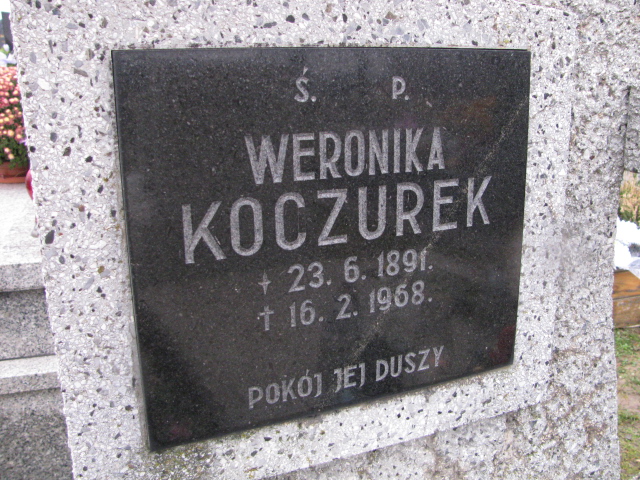 Ś. P.
WERONIKA
KOCZUREK
23. 6. 1891.
† 16. 2. 1968.
POKÓJ JEJ DUSZY